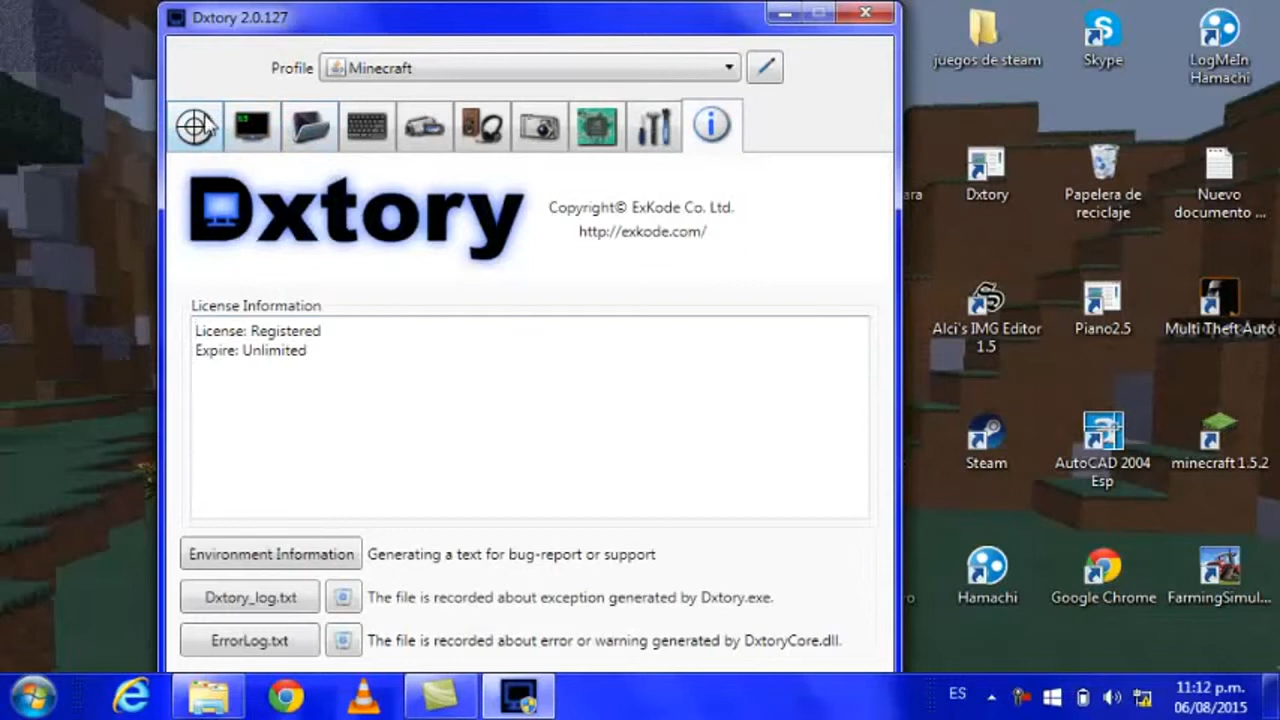 Dxtory 2.0.127
Profile
Minecraft
Dxtory
Copyright© ExKode Co. Ltd.
http://exkode.com/
License Information
License: Registered
Expire: Unlimited
Environment Information
Generating a text for bug-report or support
Dxtory_log.txt
The file is recorded about exception generated by Dxtory.exe.
ErrorLog.txt
The file is recorded about error or warning generated by DxtoryCore.dll.
juegos de steam
Skype
LogMeIn
Hamachi
ara
Dxtory
Papelera de
reciclaje
Nuevo
documento ...
Alci's IMG Editor
1.5
Piano2.5
Multi Theft Auto
Steam
AutoCAD 2004
Esp
minecraft 1.5.2
ro
Hamachi
Google Chrome
FarmingSimul...
ES
11:12 p.m.
06/08/2015